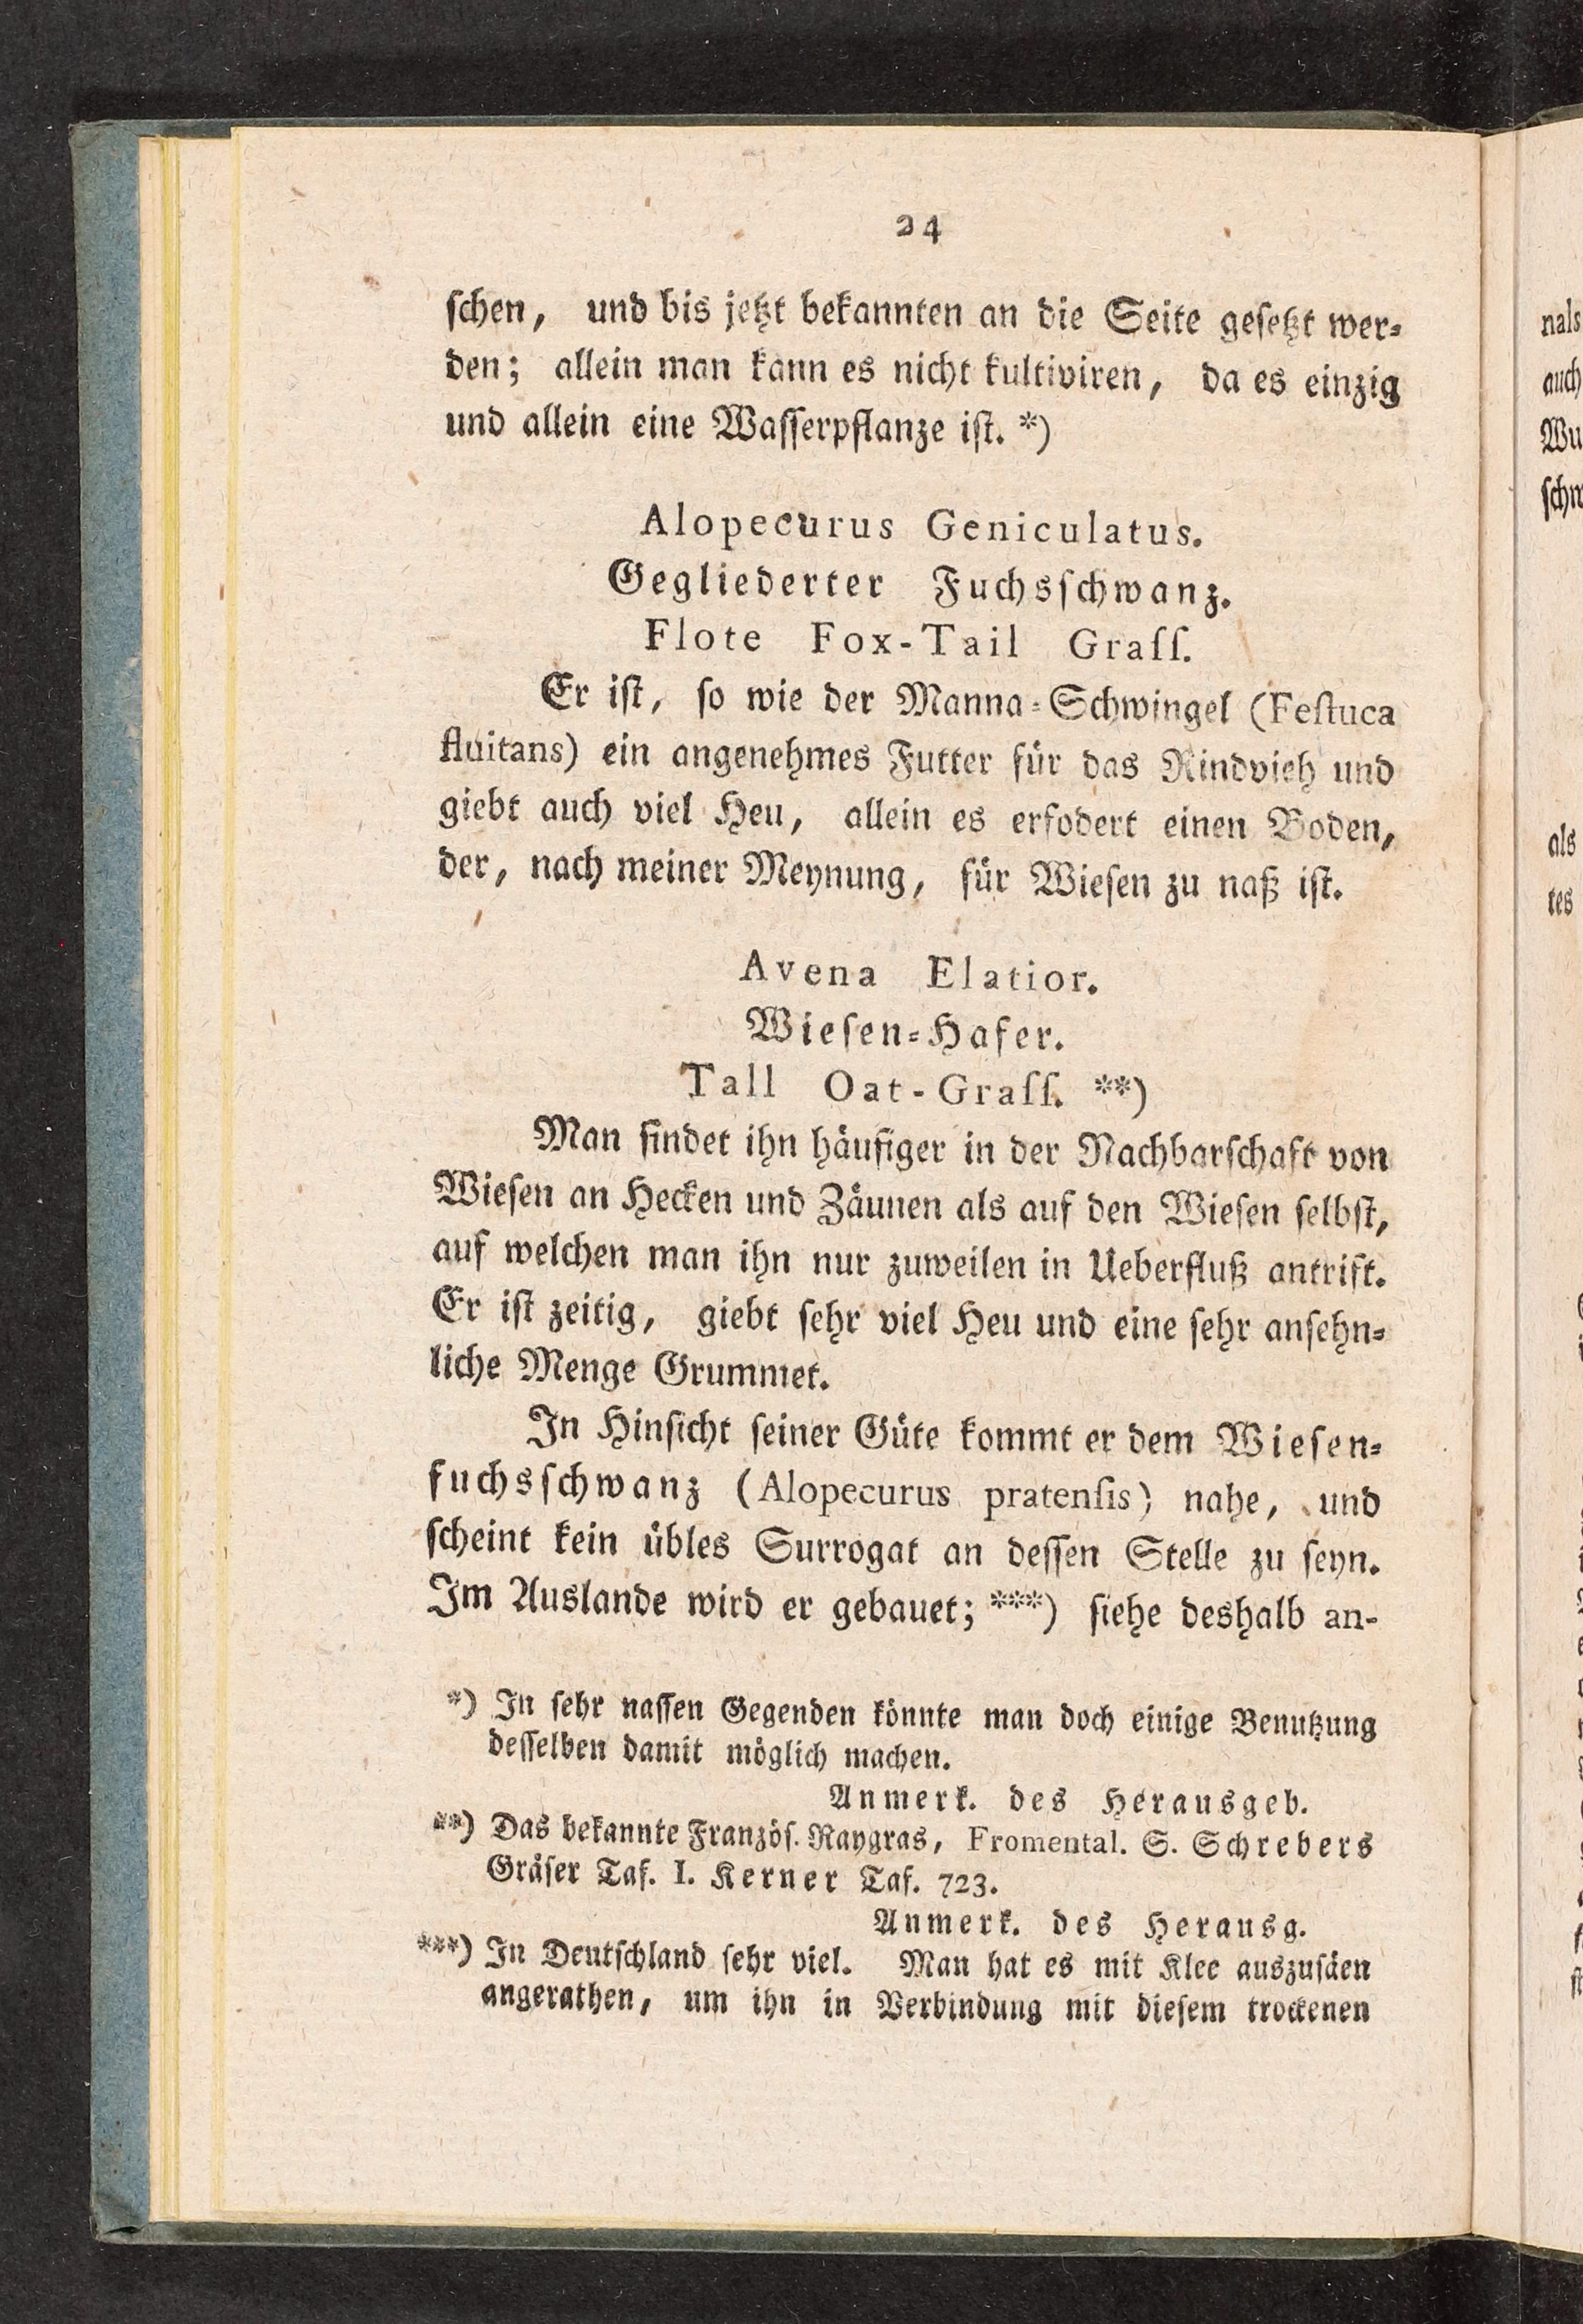 24
ſchen, und bis jetzt bekannten an die Seite geſetzt wer-
den; allein man kann es nicht kultiviren, da es einzig
und allein eine Waſſerpflanze iſt. *)
Alopecurus Geniculatus.
Gegliederter Fuchsſchwanz.
Flote Fox-Tail Graſſ.
Er iſt, ſo wie der Manna-Schwingel (Feſtuca
fluitans) ein angenehmes Futter für das Rindvieh und
giebt auch viel Heu, allein es erfodert einen Boden,
der, nach meiner Meynung, für Wieſen zu naß iſt.
Avena Elatior.
Wieſen-Hafer.
Tall Oat-Graſſ. **)
Man findet ihn häufiger in der Nachbarſchaft von
Wieſen an Hecken und Zäunen als auf den Wieſen ſelbſt,
auf welchen man ihn nur zuweilen in Ueberfluß antrift.
Er iſt zeitig, giebt ſehr viel Heu und eine ſehr anſehn-
liche Menge Grummet.
In Hinſicht ſeiner Güte kommt er dem Wieſen-
fuchsſchwanz (Alopecurus pratenſis) nahe, und
ſcheint kein übles Surrogat an deſſen Stelle zu ſeyn.
Im Auslande wird er gebauet; ***) ſiehe deshalb an-
*) In ſehr naſſen Gegenden könnte man doch einige Benutzung
deſſelben damit möglich machen.
Anmerk. des Herausgeb.
**) Das bekannte Franzöſ. Raygras, Fromental. S. Schrebers
Gräſer Taf. I. Kerner Taf. 723.
Anmerk. des Herausg.
***) In Deutſchland ſehr viel. Man hat es mit Klee auszuſäen
angerathen, um ihn in Verbindung mit dieſem trockenen
nals
auch
Wu
ſchw
als
tes